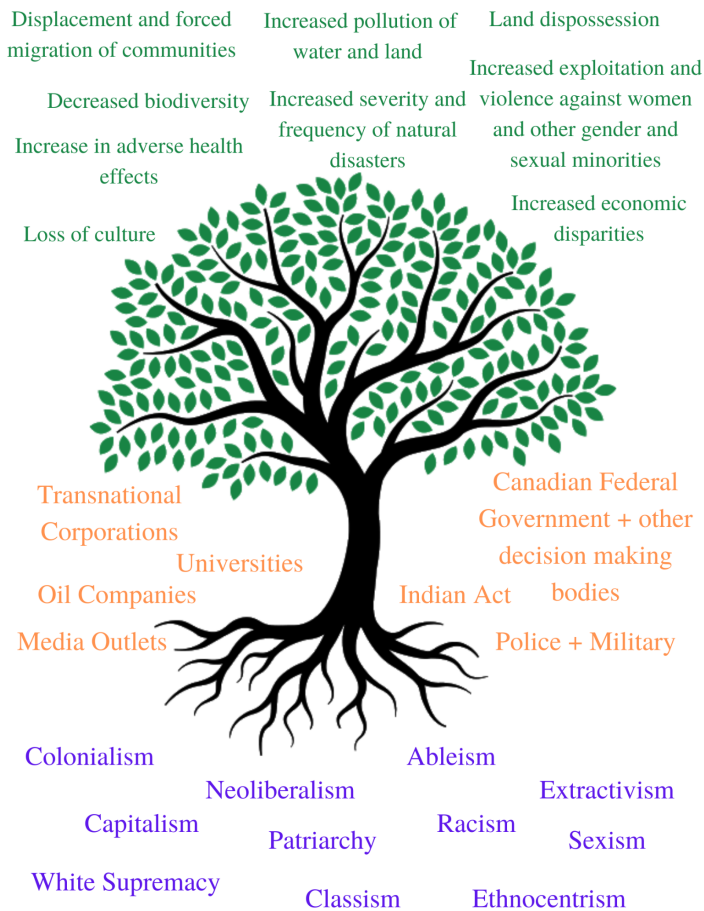 Displacement and forced
migration of communities
Increased pollution of
water and land
Land dispossession
Increased exploitation and
violence against women
and other gender and
sexual minorities
Decreased biodiversity
Increased severity and
frequency of natural
disasters
Increase in adverse health
effects
Increased economic
disparities
Loss of culture
Transnational
Corporations
Canadian Federal
Government + other
decision making
bodies
Universities
Oil Companies
Indian Act
Media Outlets
Police + Military
Colonialism
Ableism
Neoliberalism
Extractivism
Capitalism
Racism
Patriarchy
Sexism
White Supremacy
Classism
Ethnocentrism